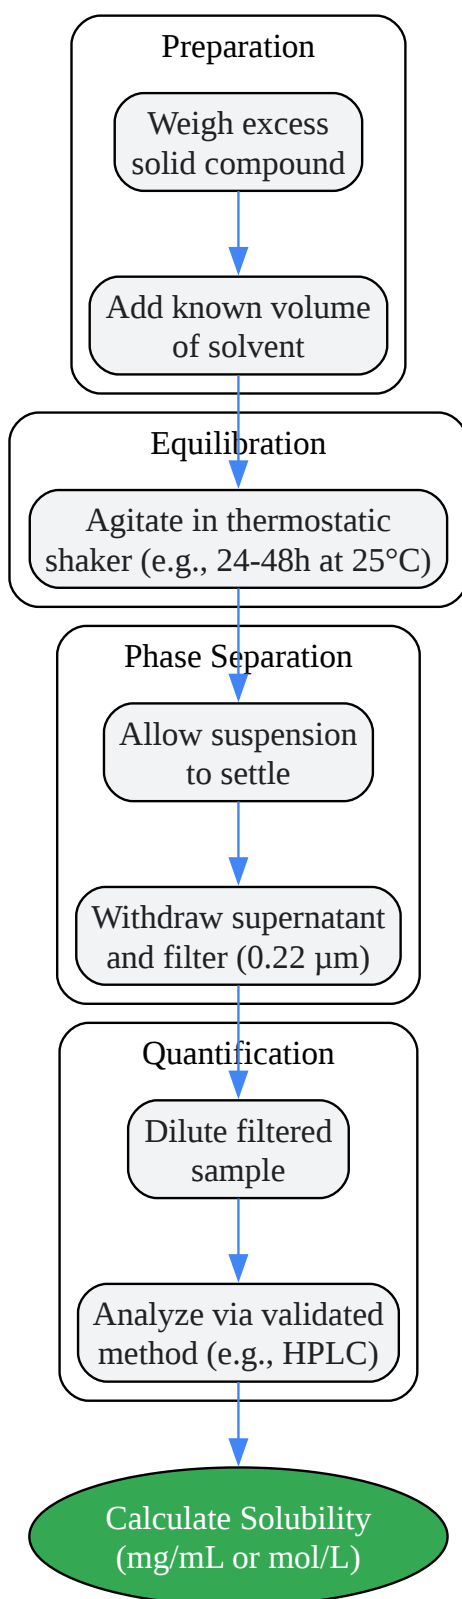 Preparation
Weigh excess
solid compound
Add known volume
of solvent
Equilibration
Agitate in thermostatic
shaker (e.g., 24-48h at 25°C)
Phase Separation
Allow suspension
to settle
Withdraw supernatant
and filter (0.22 µm)
Quantification
Dilute filtered
sample
Analyze via validated
method (e.g., HPLC)
Calculate Solubility
(mg/mL or mol/L)